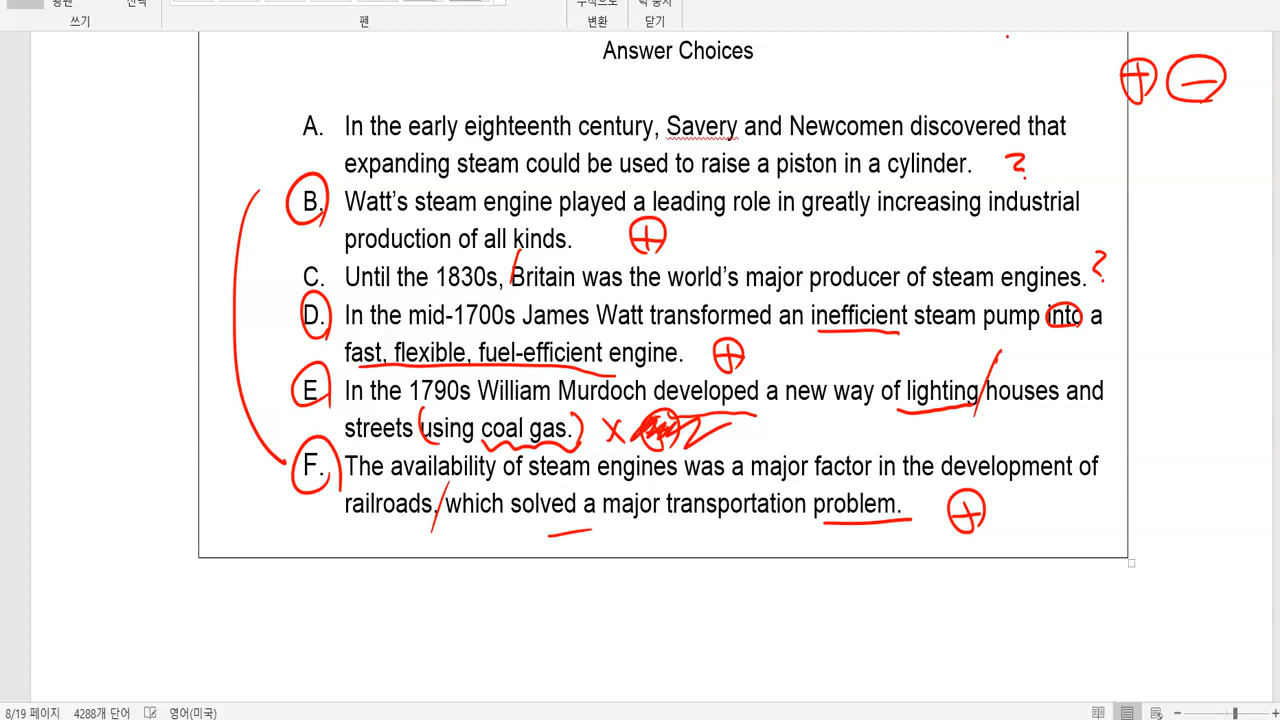 쓰기
펜
변환
닫기
Answer Choices
A. In the early eighteenth century, Savery and Newcomen discovered that
expanding steam could be used to raise a piston in a cylinder. ?
B. Watt's steam engine played a leading role in greatly increasing industrial
production of all kinds. +
C. Until the 1830s, Britain was the world's major producer of steam engines. ?
D. In the mid-1700s James Watt transformed an inefficient steam pump into a
fast, flexible, fuel-efficient engine. +
E. In the 1790s William Murdoch developed a new way of lighting houses and
streets (using coal gas.) X
F. The availability of steam engines was a major factor in the development of
railroads, which solved a major transportation problem. +
+ −
8/19 페이지 4288개 단어 영어(미국)